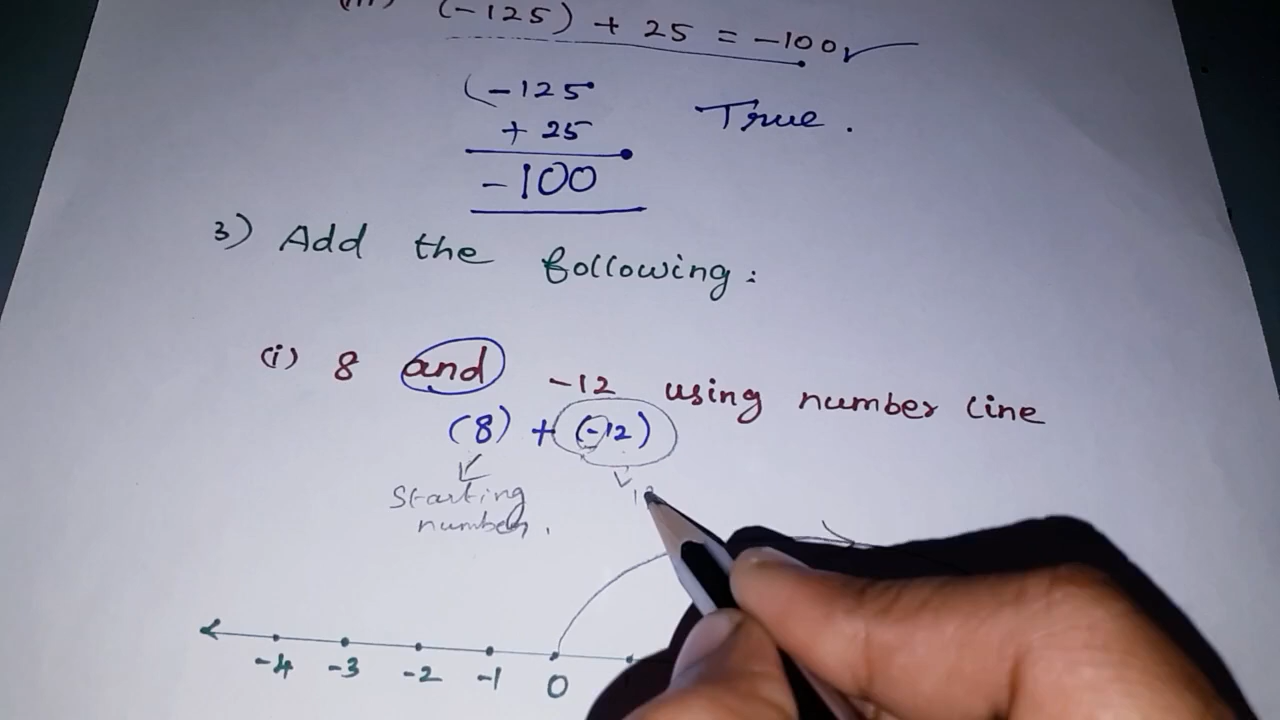 (-125) + 25 = -100
(-125
+ 25
-100
True.
3) Add the following:
(i) 8 and -12 using number line
(8) + (-12)
Starting
number.
-4 -3 -2 -1 0